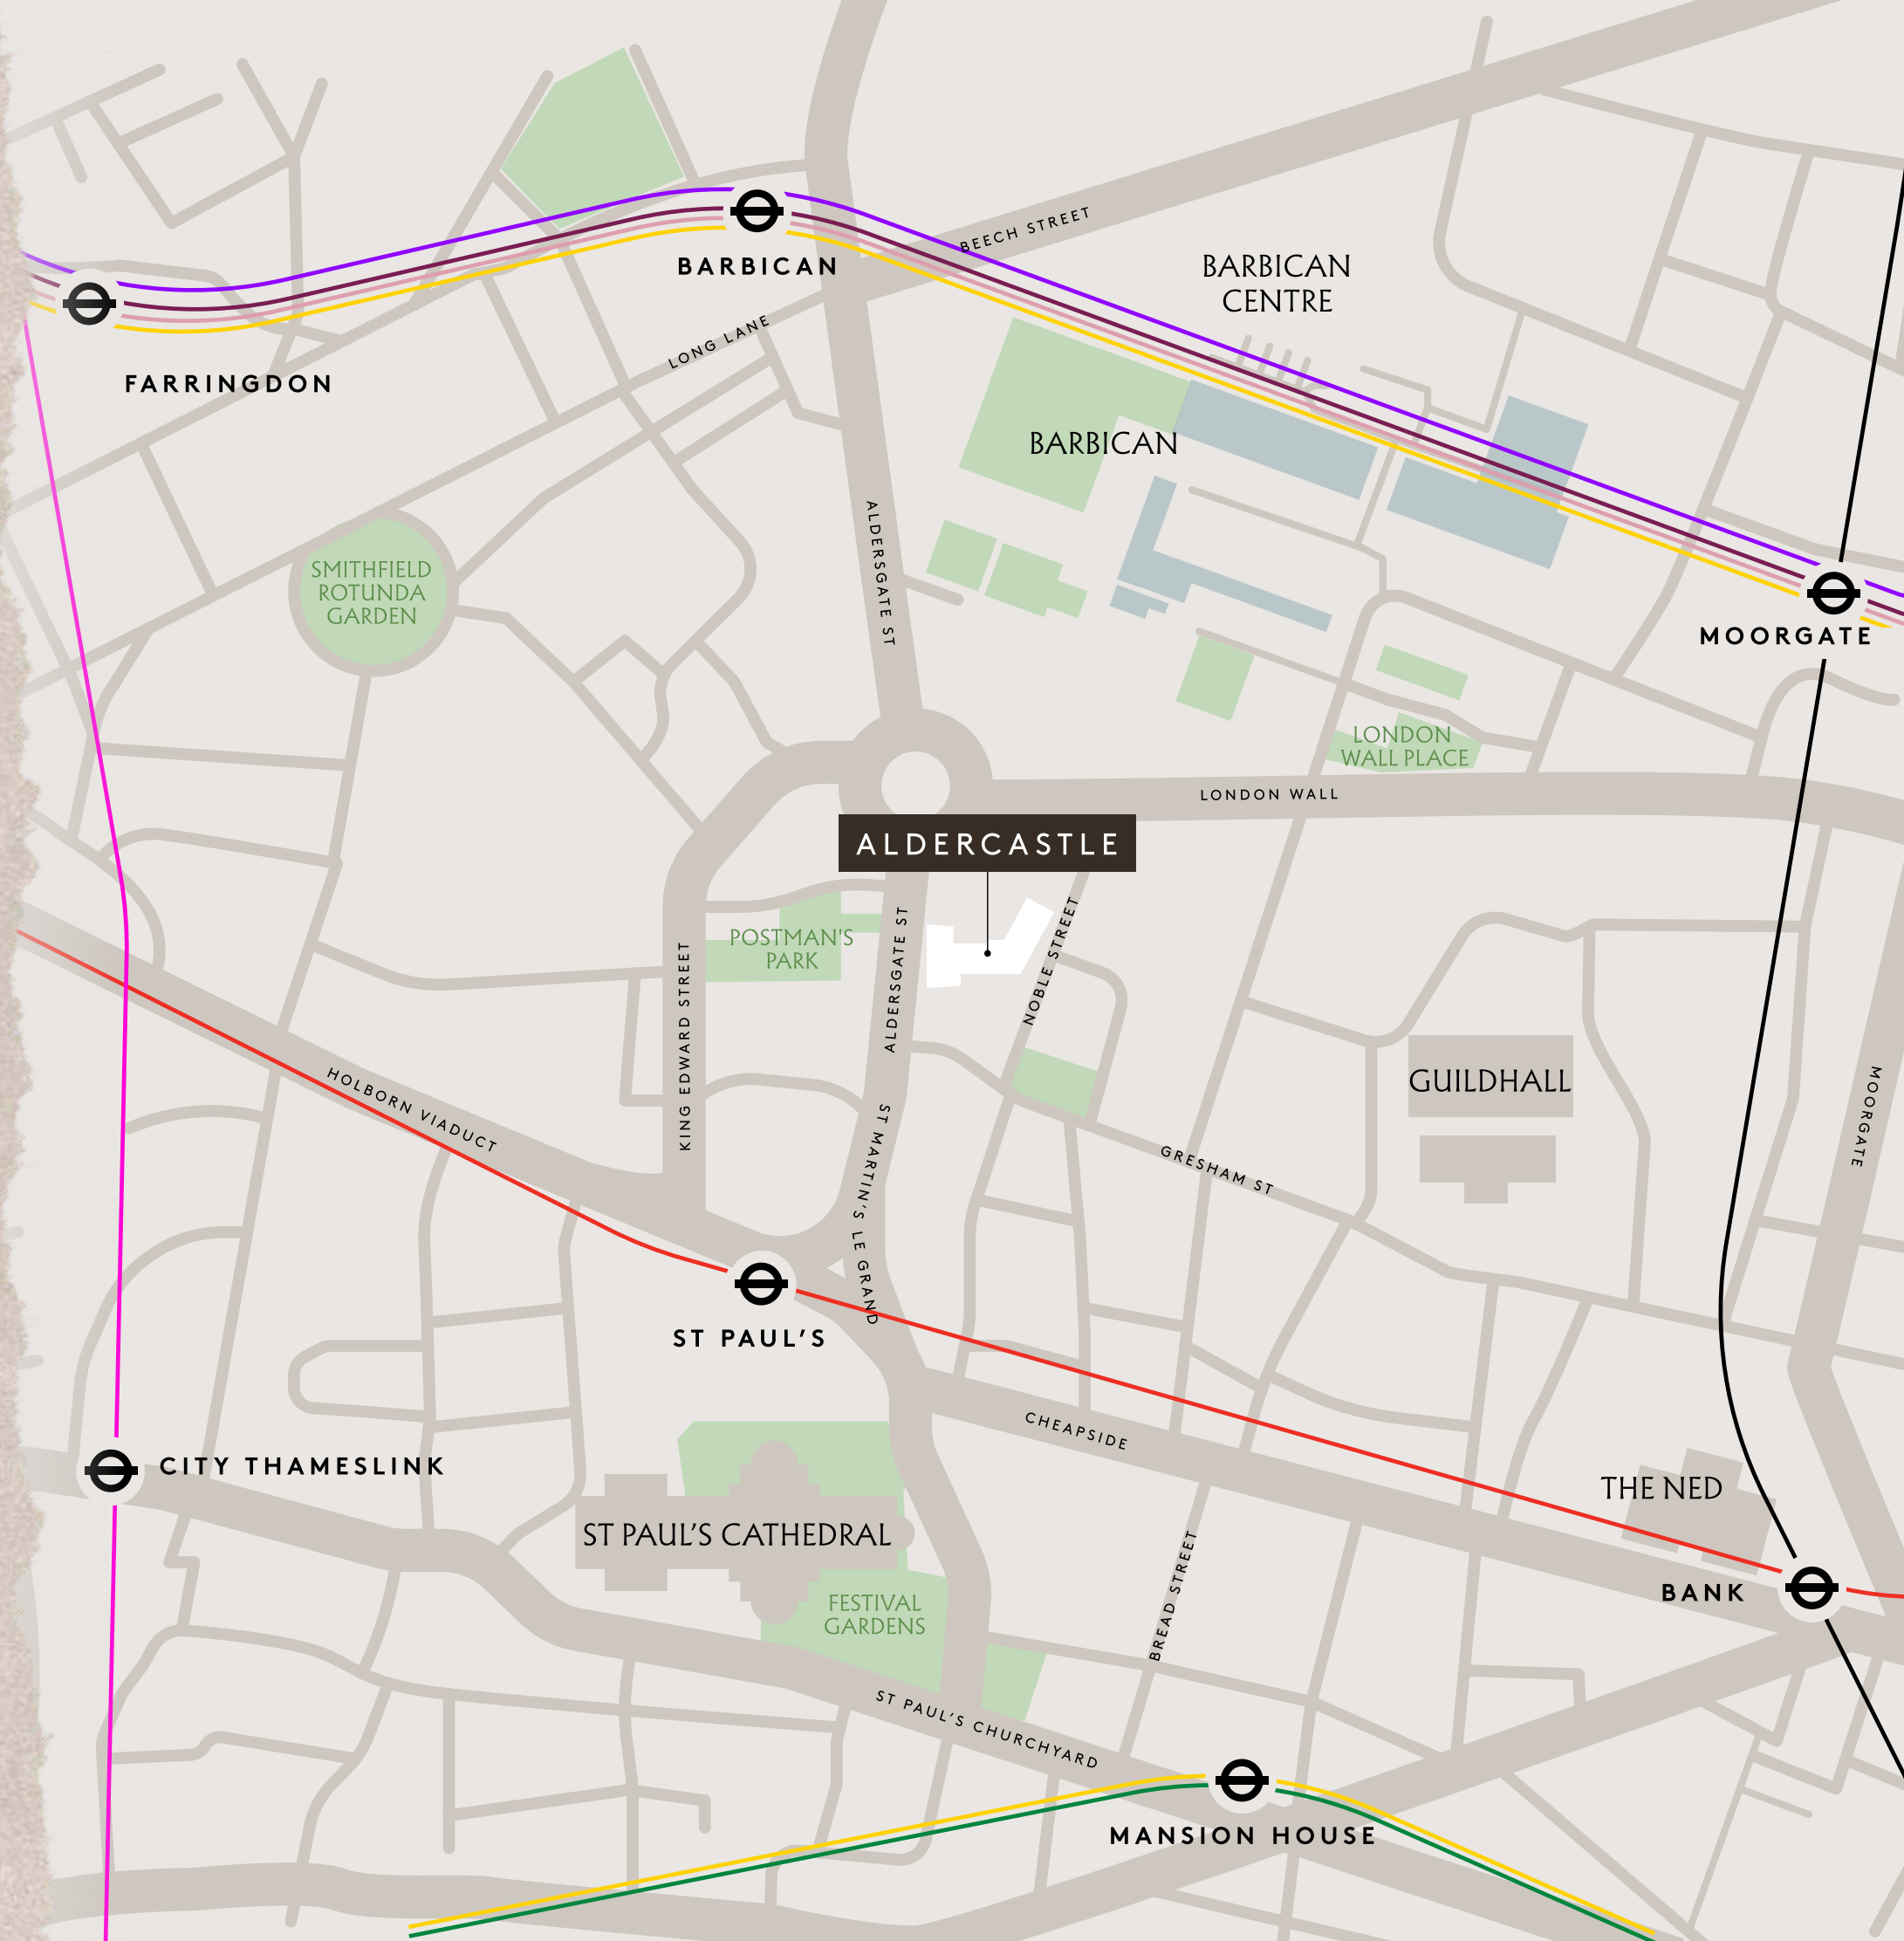 BEECH STREET
BARBICAN
BARBICAN
CENTRE
LONG LANE
FARRINGDON
BARBICAN
ALDERSGATE ST
SMITHFIELD
ROTUNDA
GARDEN
MOORGATE
LONDON
WALL PLACE
LONDON WALL
ALDERCASTLE
POSTMAN'S
PARK
KING EDWARD STREET
ALDERSGATE ST
NOBLE STREET
HOLBORN VIADUCT
GUILDHALL
MOORGATE
ST MARTIN'S LE GRAND
GRESHAM ST
ST PAUL’S
CHEAPSIDE
CITY THAMESLINK
THE NED
ST PAUL’S CATHEDRAL
BANK
FESTIVAL
GARDENS
BREAD STREET
ST PAUL’S CHURCHYARD
MANSION HOUSE